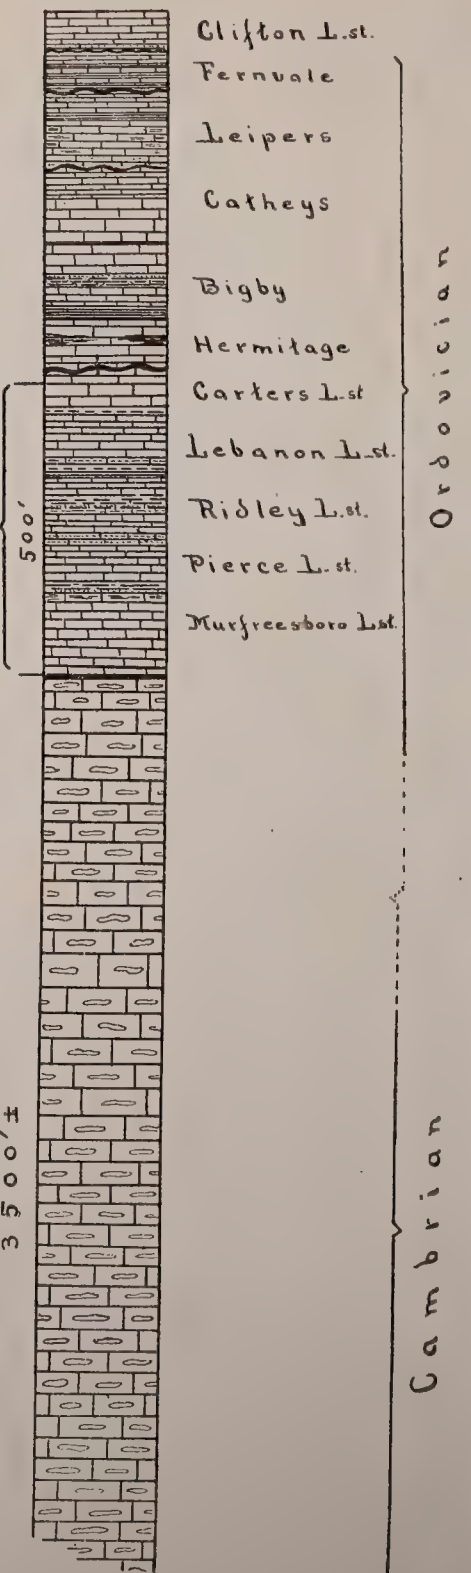 Clifton L.st.
Fernvale
Leipers
Catheys
Bigby
Hermitage
Carters L.st
Lebanon L.st.
Ridley L.st.
Pierce L.st.
Murfreesboro L.st.
Ordovician
500'
3500'±
Cambrian